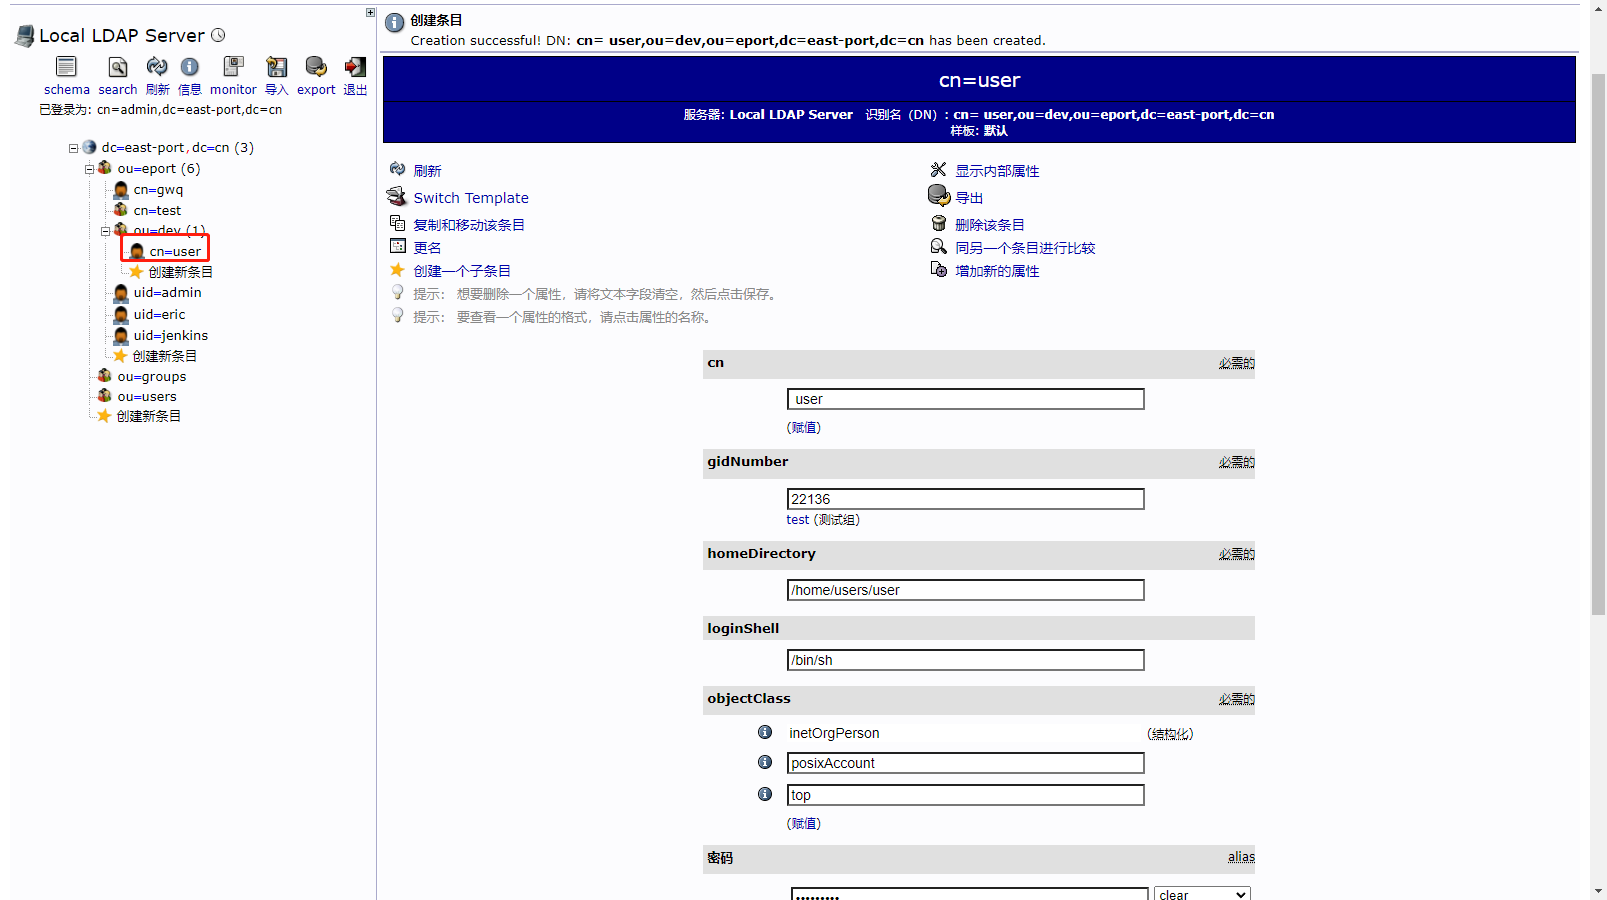 Local LDAP Server
schema search 刷新 信息 monitor 导入 export 退出
已登录为: cn=admin,dc=east-port,dc=cn
dc=east-port,dc=cn (3)
ou=eport (6)
cn=gwq
cn=test
ou=dev (1)
cn=user
创建新条目
uid=admin
uid=eric
uid=jenkins
创建新条目
ou=groups
ou=users
创建新条目
创建条目
Creation successful! DN: cn= user,ou=dev,ou=eport,dc=east-port,dc=cn has been created.
cn=user
服务器: Local LDAP Server 识别名（DN）: cn= user,ou=dev,ou=eport,dc=east-port,dc=cn
样板: 默认
刷新 显示内部属性
Switch Template 导出
复制和移动该条目 删除该条目
更名 同另一个条目进行比较
创建一个子条目 增加新的属性
提示： 想要删除一个属性，请将文本字段清空，然后点击保存。
提示： 要查看一个属性的格式，请点击属性的名称。
cn 必需的
user
(赋值)
gidNumber 必需的
22136
test (测试组)
homeDirectory 必需的
/home/users/user
loginShell
/bin/sh
objectClass 必需的
inetOrgPerson (结构化)
posixAccount
top
(赋值)
密码 alias
••••••••• clear